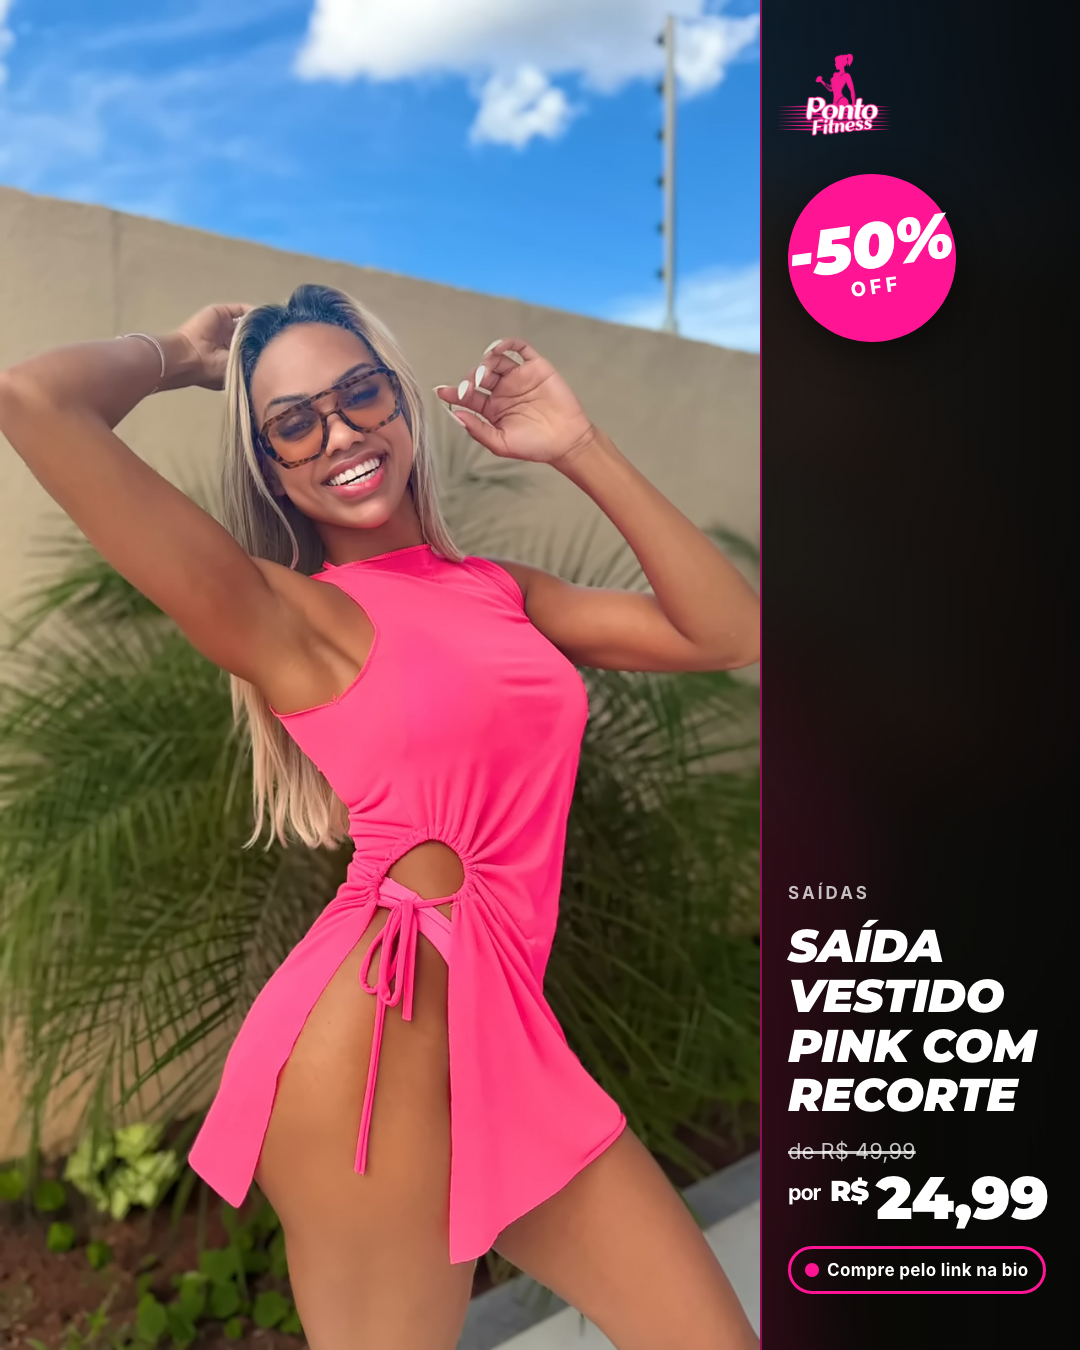 Ponto
Fitness
-50%
OFF
SAÍDAS
SAÍDA
VESTIDO
PINK COM
RECORTE
de R$ 49,99
por R$ 24,99
Compre pelo link na bio